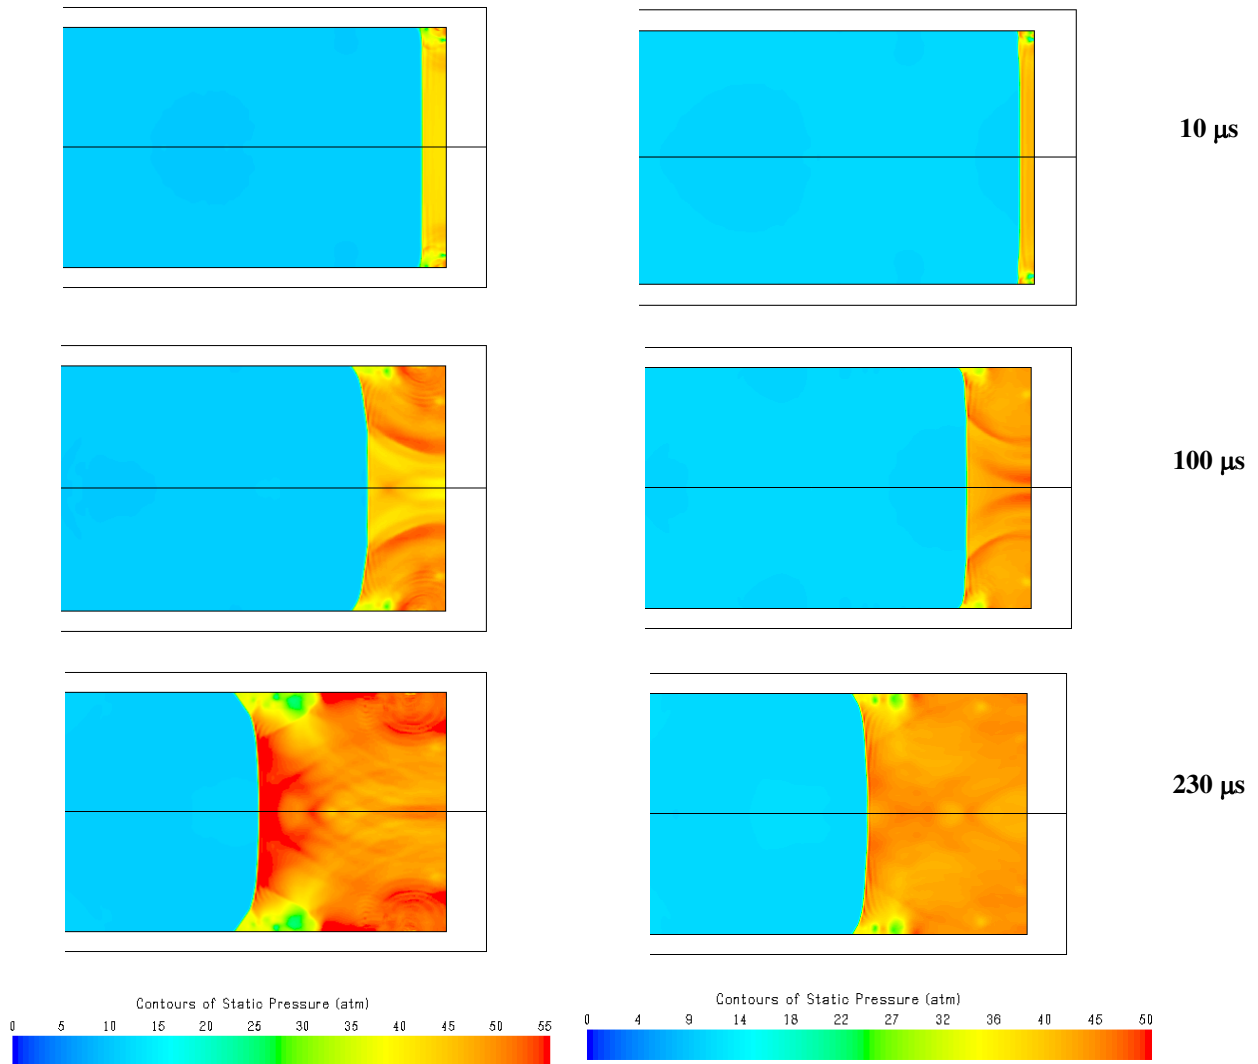 10 μs
100 μs
230 μs
Contours of Static Pressure (atm)
0 5 10 15 20 25 35 40 45 55
Contours of Static Pressure (atm)
0 4 9 14 18 22 27 32 36 40 45 50